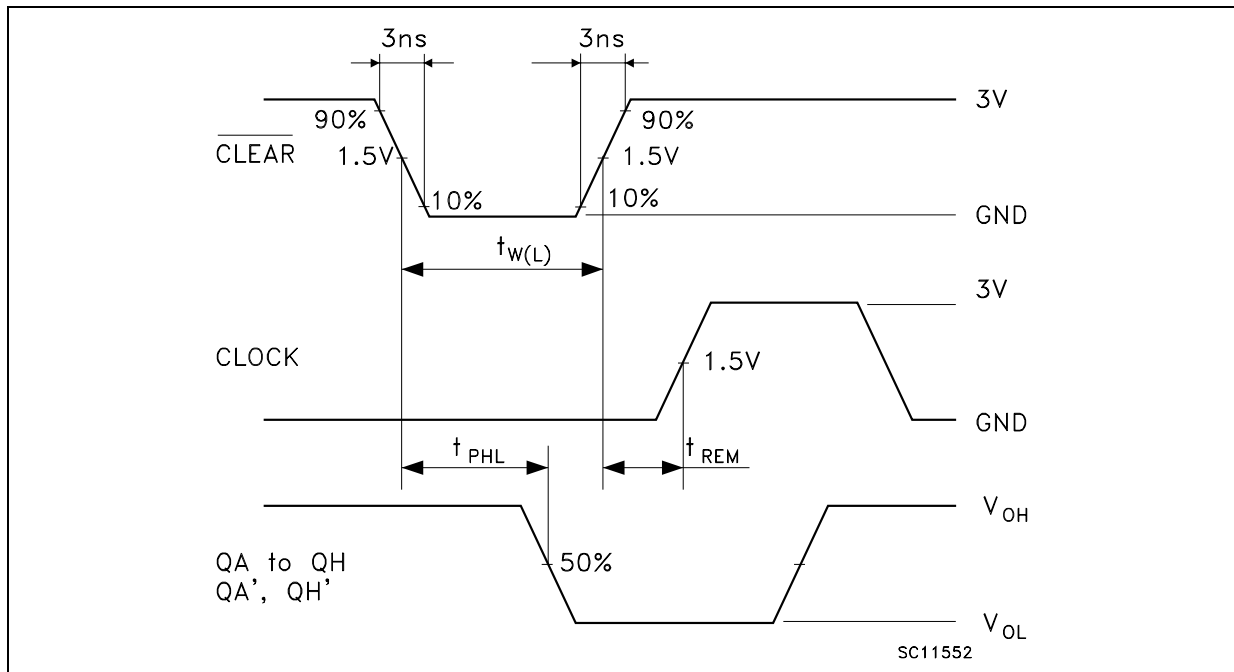 3ns 3ns
3V
90% 90%
CLEAR 1.5V 1.5V
10% 10%
GND
tW(L)
3V
CLOCK 1.5V
GND
tPHL tREM
VOH
QA to QH 50%
QA', QH'
VOL
SC11552